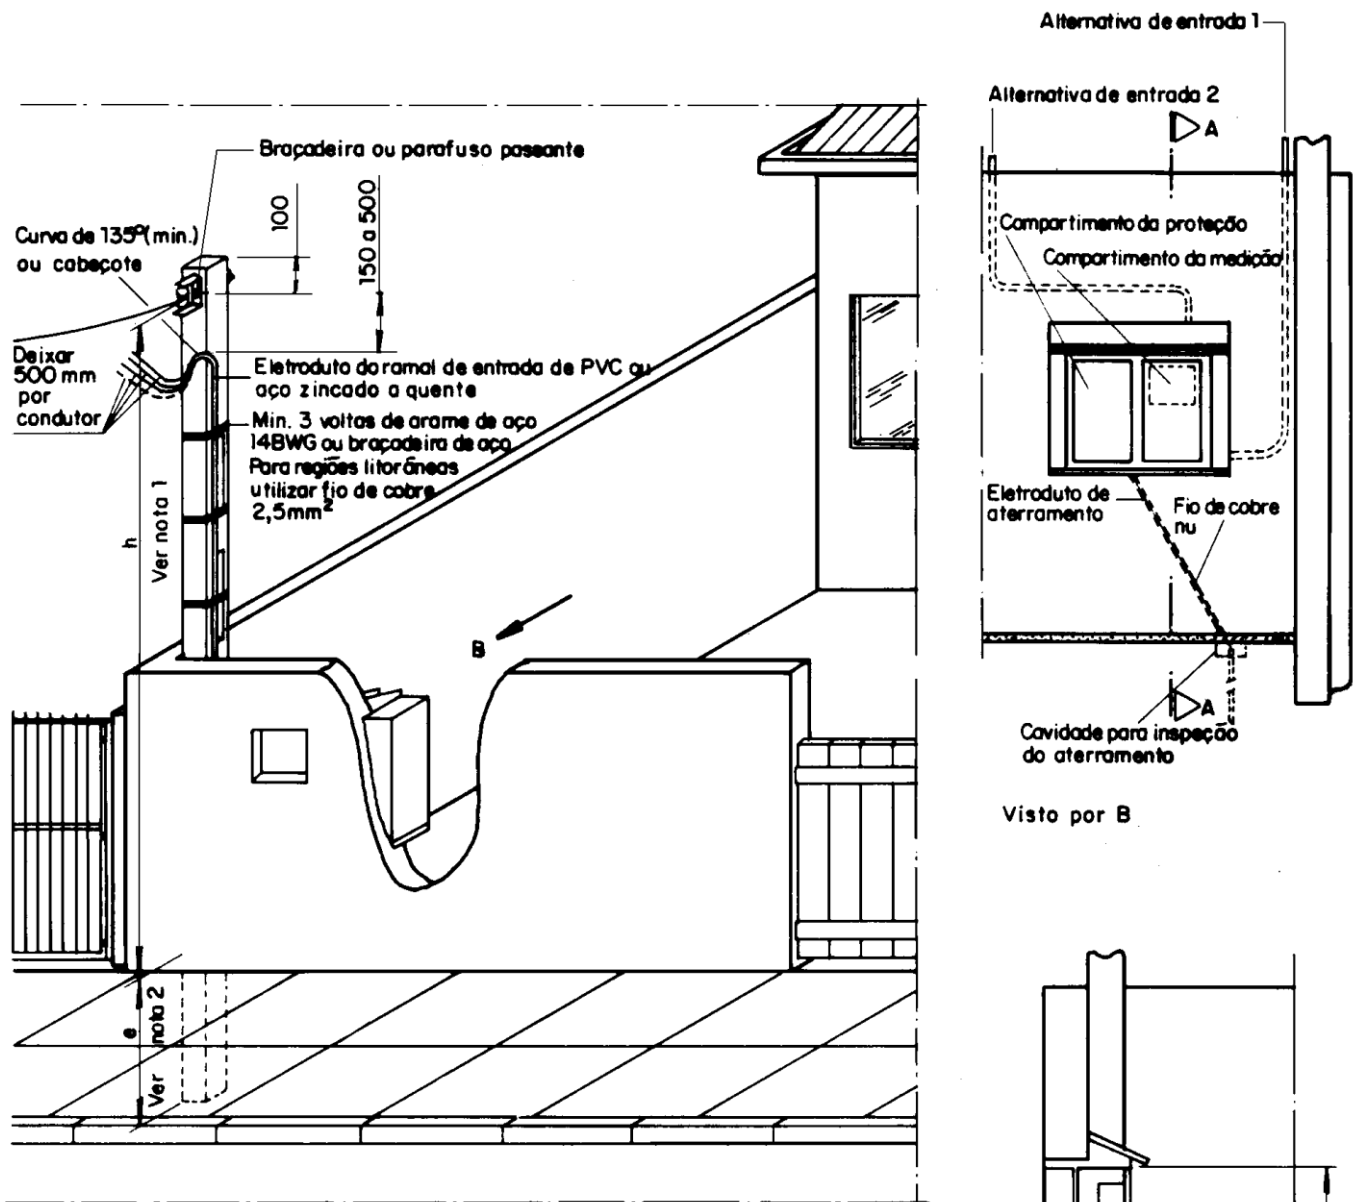 Alternativa de entrada 1
Alternativa de entrada 2
A
Braçadeira ou parafuso passante
100
150 a 500
Curva de 135º (min.)
ou cabeçote
Compartimento da proteção
Compartimento da medição
Deixar
500 mm
por
condutor
Eletroduto do ramal de entrada de PVC ou
aço zincado a quente
Min. 3 voltas de arame de aço
14BWG ou braçadeira de aço
Para regiões litorâneas
utilizar fio de cobre
2,5mm²
h
Ver nota 1
Eletroduto de
aterramento
Fio de cobre
nu
B
A
Cavidade para inspeção
do aterramento
Visto por B
e
Ver nota 2